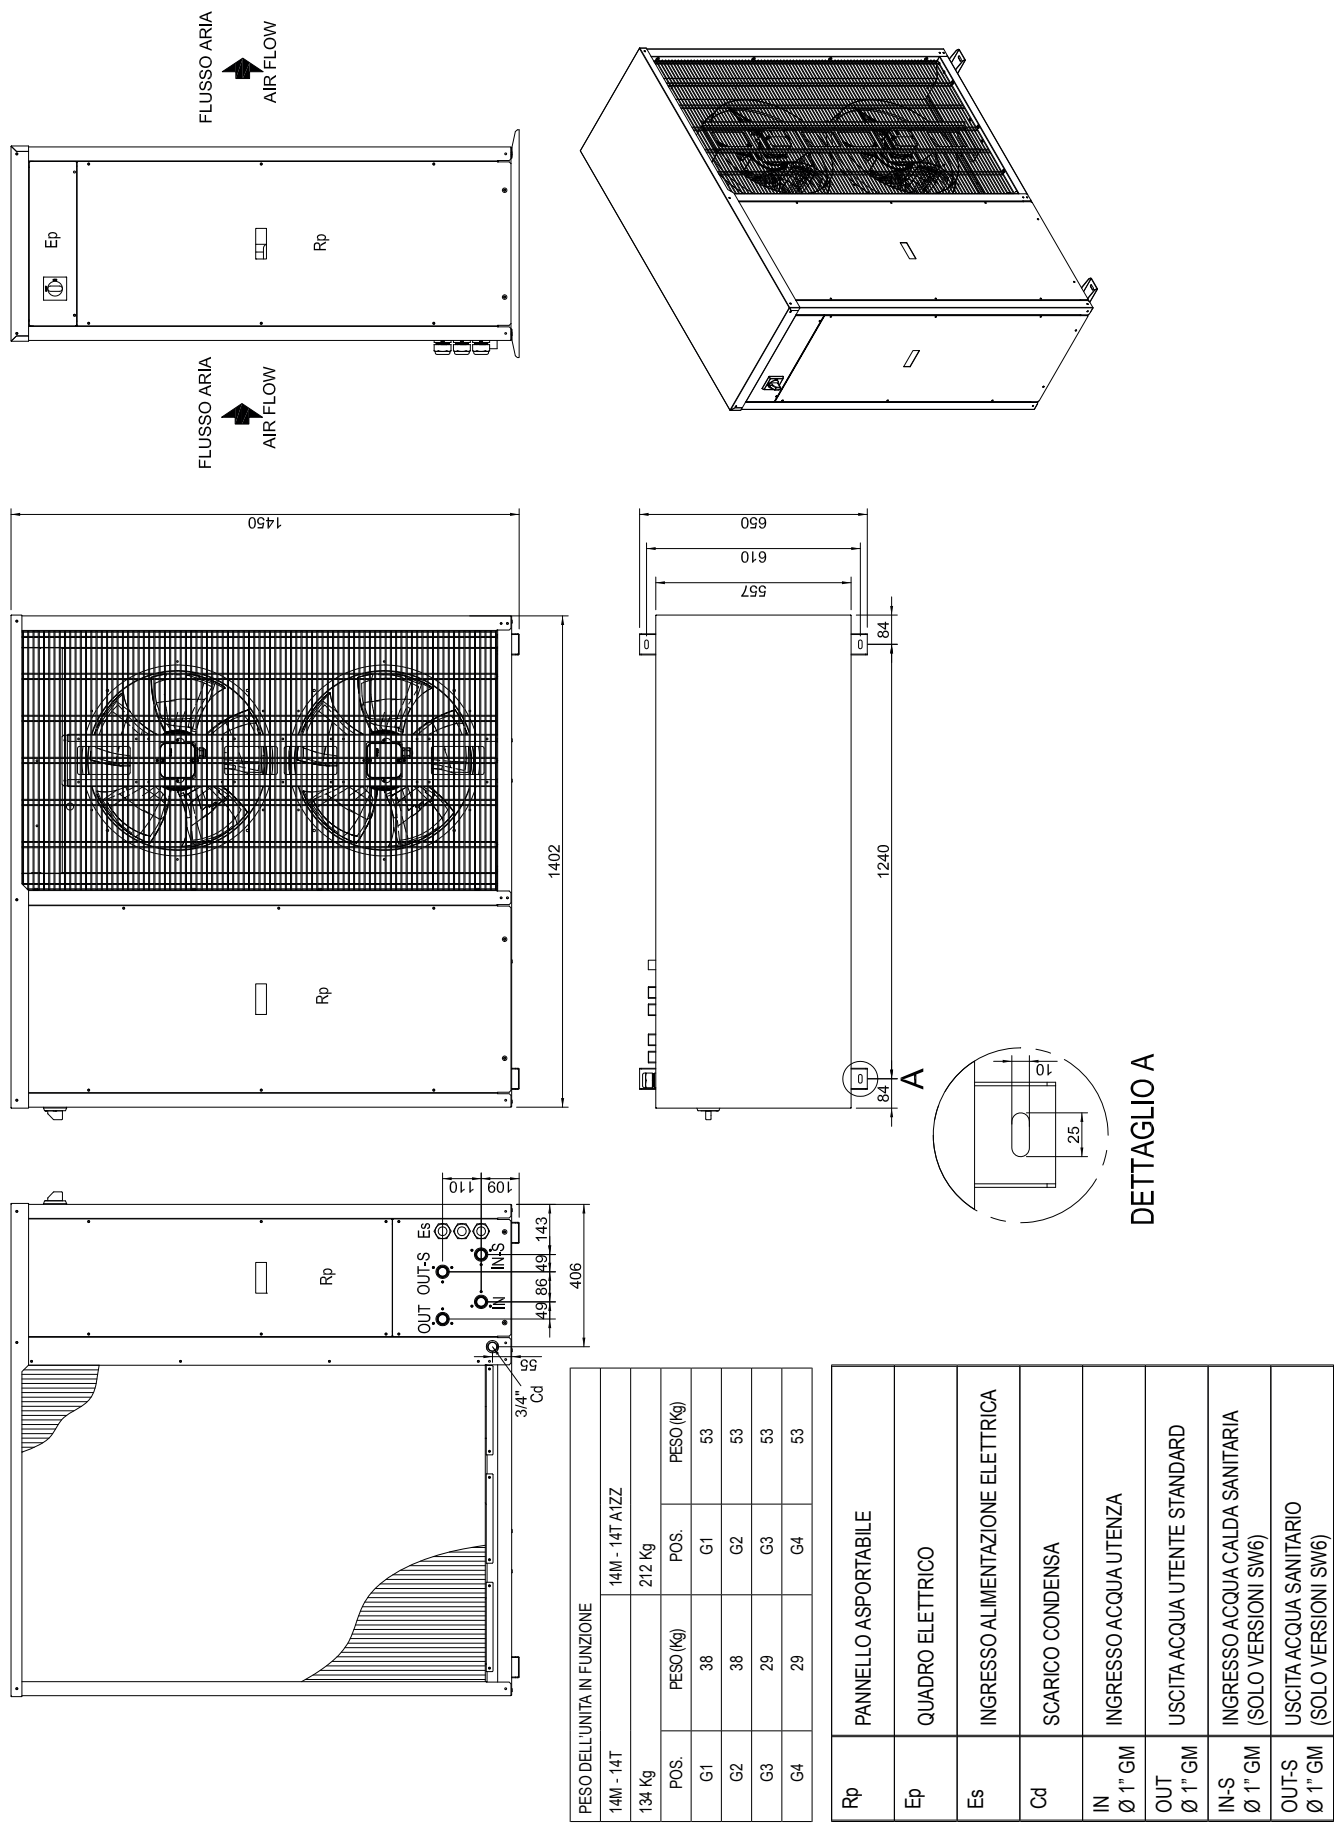 FLUSSO ARIA
AIR FLOW
FLUSSO ARIA
AIR FLOW
Ep
Rp
1450
1402
Rp
650
610
557
84
1240
84
A
10
25
DETTAGLIO A
Rp
Es
OUT-S
OUT
IN-S
IN
110
109
143
49
86
49
406
55
3/4"
Cd
PESO DELL'UNITA IN FUNZIONE
14M - 14T
14M - 14T A1ZZ
134 Kg
212 Kg
POS. PESO (Kg) POS. PESO (Kg)
G1 38 G1 53
G2 38 G2 53
G3 29 G3 53
G4 29 G4 53
Rp PANNELLO ASPORTABILE
Ep QUADRO ELETTRICO
Es INGRESSO ALIMENTAZIONE ELETTRICA
Cd SCARICO CONDENSA
IN
Ø 1" GM
INGRESSO ACQUA UTENZA
OUT
Ø 1" GM
USCITA ACQUA UTENTE STANDARD
IN-S
Ø 1" GM
INGRESSO ACQUA CALDA SANITARIA
(SOLO VERSIONI SW6)
OUT-S
Ø 1" GM
USCITA ACQUA SANITARIO
(SOLO VERSIONI SW6)